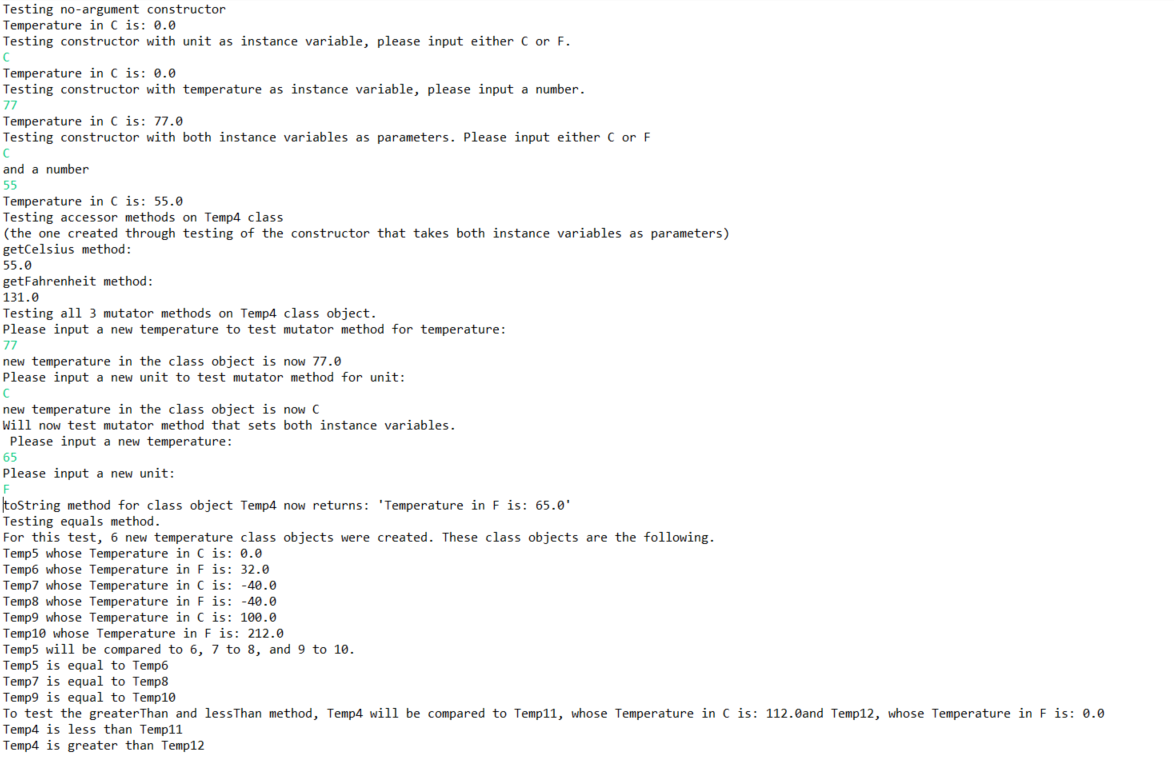 Testing no-argument constructor
Temperature in C is: 0.0
Testing constructor with unit as instance variable, please input either C or F.
C
Temperature in C is: 0.0
Testing constructor with temperature as instance variable, please input a number.
77
Temperature in C is: 77.0
Testing constructor with both instance variables as parameters. Please input either C or F
C
and a number
55
Temperature in C is: 55.0
Testing accessor methods on Temp4 class
(the one created through testing of the constructor that takes both instance variables as parameters)
getCelsius method:
55.0
getFahrenheit method:
131.0
Testing all 3 mutator methods on Temp4 class object.
Please input a new temperature to test mutator method for temperature:
77
new temperature in the class object is now 77.0
Please input a new unit to test mutator method for unit:
C
new temperature in the class object is now C
Will now test mutator method that sets both instance variables.
 Please input a new temperature:
65
Please input a new unit:
F
toString method for class object Temp4 now returns: 'Temperature in F is: 65.0'
Testing equals method.
For this test, 6 new temperature class objects were created. These class objects are the following.
Temp5 whose Temperature in C is: 0.0
Temp6 whose Temperature in F is: 32.0
Temp7 whose Temperature in C is: -40.0
Temp8 whose Temperature in F is: -40.0
Temp9 whose Temperature in C is: 100.0
Temp10 whose Temperature in F is: 212.0
Temp5 will be compared to 6, 7 to 8, and 9 to 10.
Temp5 is equal to Temp6
Temp7 is equal to Temp8
Temp9 is equal to Temp10
To test the greaterThan and lessThan method, Temp4 will be compared to Temp11, whose Temperature in C is: 112.0and Temp12, whose Temperature in F is: 0.0
Temp4 is less than Temp11
Temp4 is greater than Temp12